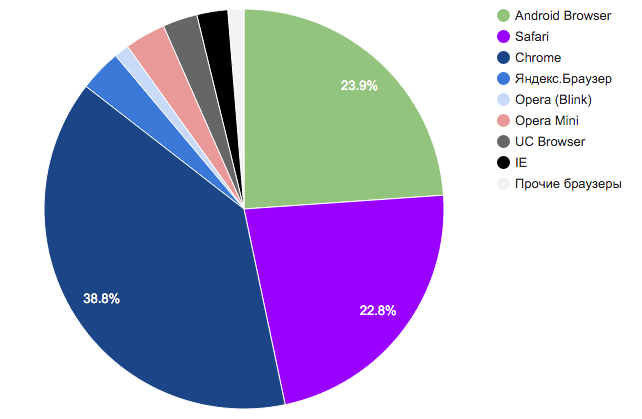 23.9%
22.8%
38.8%
Android Browser
Safari
Chrome
Яндекс.Браузер
Opera (Blink)
Opera Mini
UC Browser
IE
Прочие браузеры